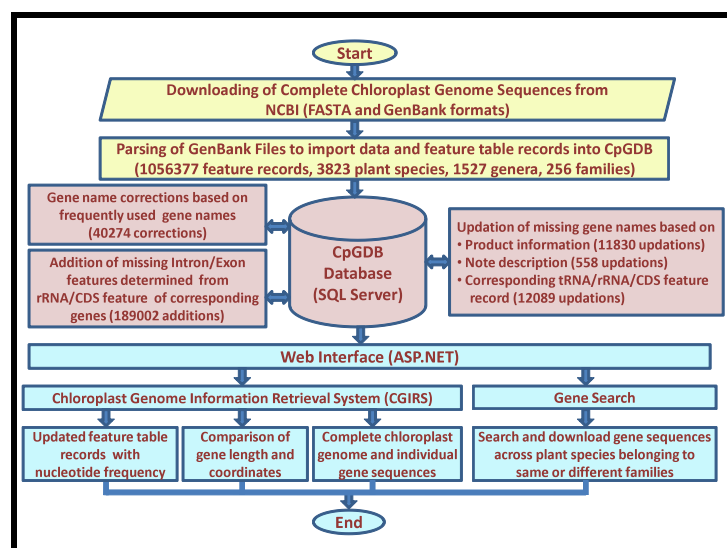 Start
Downloading of Complete Chloroplast Genome Sequences from
NCBI (FASTA and GenBank formats)
Parsing of GenBank Files to import data and feature table records into CpGDB
(1056377 feature records, 3823 plant species, 1527 genera, 256 families)
Gene name corrections based on
frequently used gene names
(40274 corrections)
Addition of missing Intron/Exon
features determined from
rRNA/CDS feature of corresponding
genes (189002 additions)
CpGDB
Database
(SQL Server)
Updation of missing gene names based on
• Product information (11830 updations)
• Note description (558 updations)
• Corresponding tRNA/rRNA/CDS feature
record (12089 updations)
Web Interface (ASP.NET)
Chloroplast Genome Information Retrieval System (CGIRS)
Gene Search
Updated feature table
records with
nucleotide frequency
Comparison of
gene length and
coordinates
Complete chloroplast
genome and individual
gene sequences
Search and download gene sequences
across plant species belonging to
same or different families
End